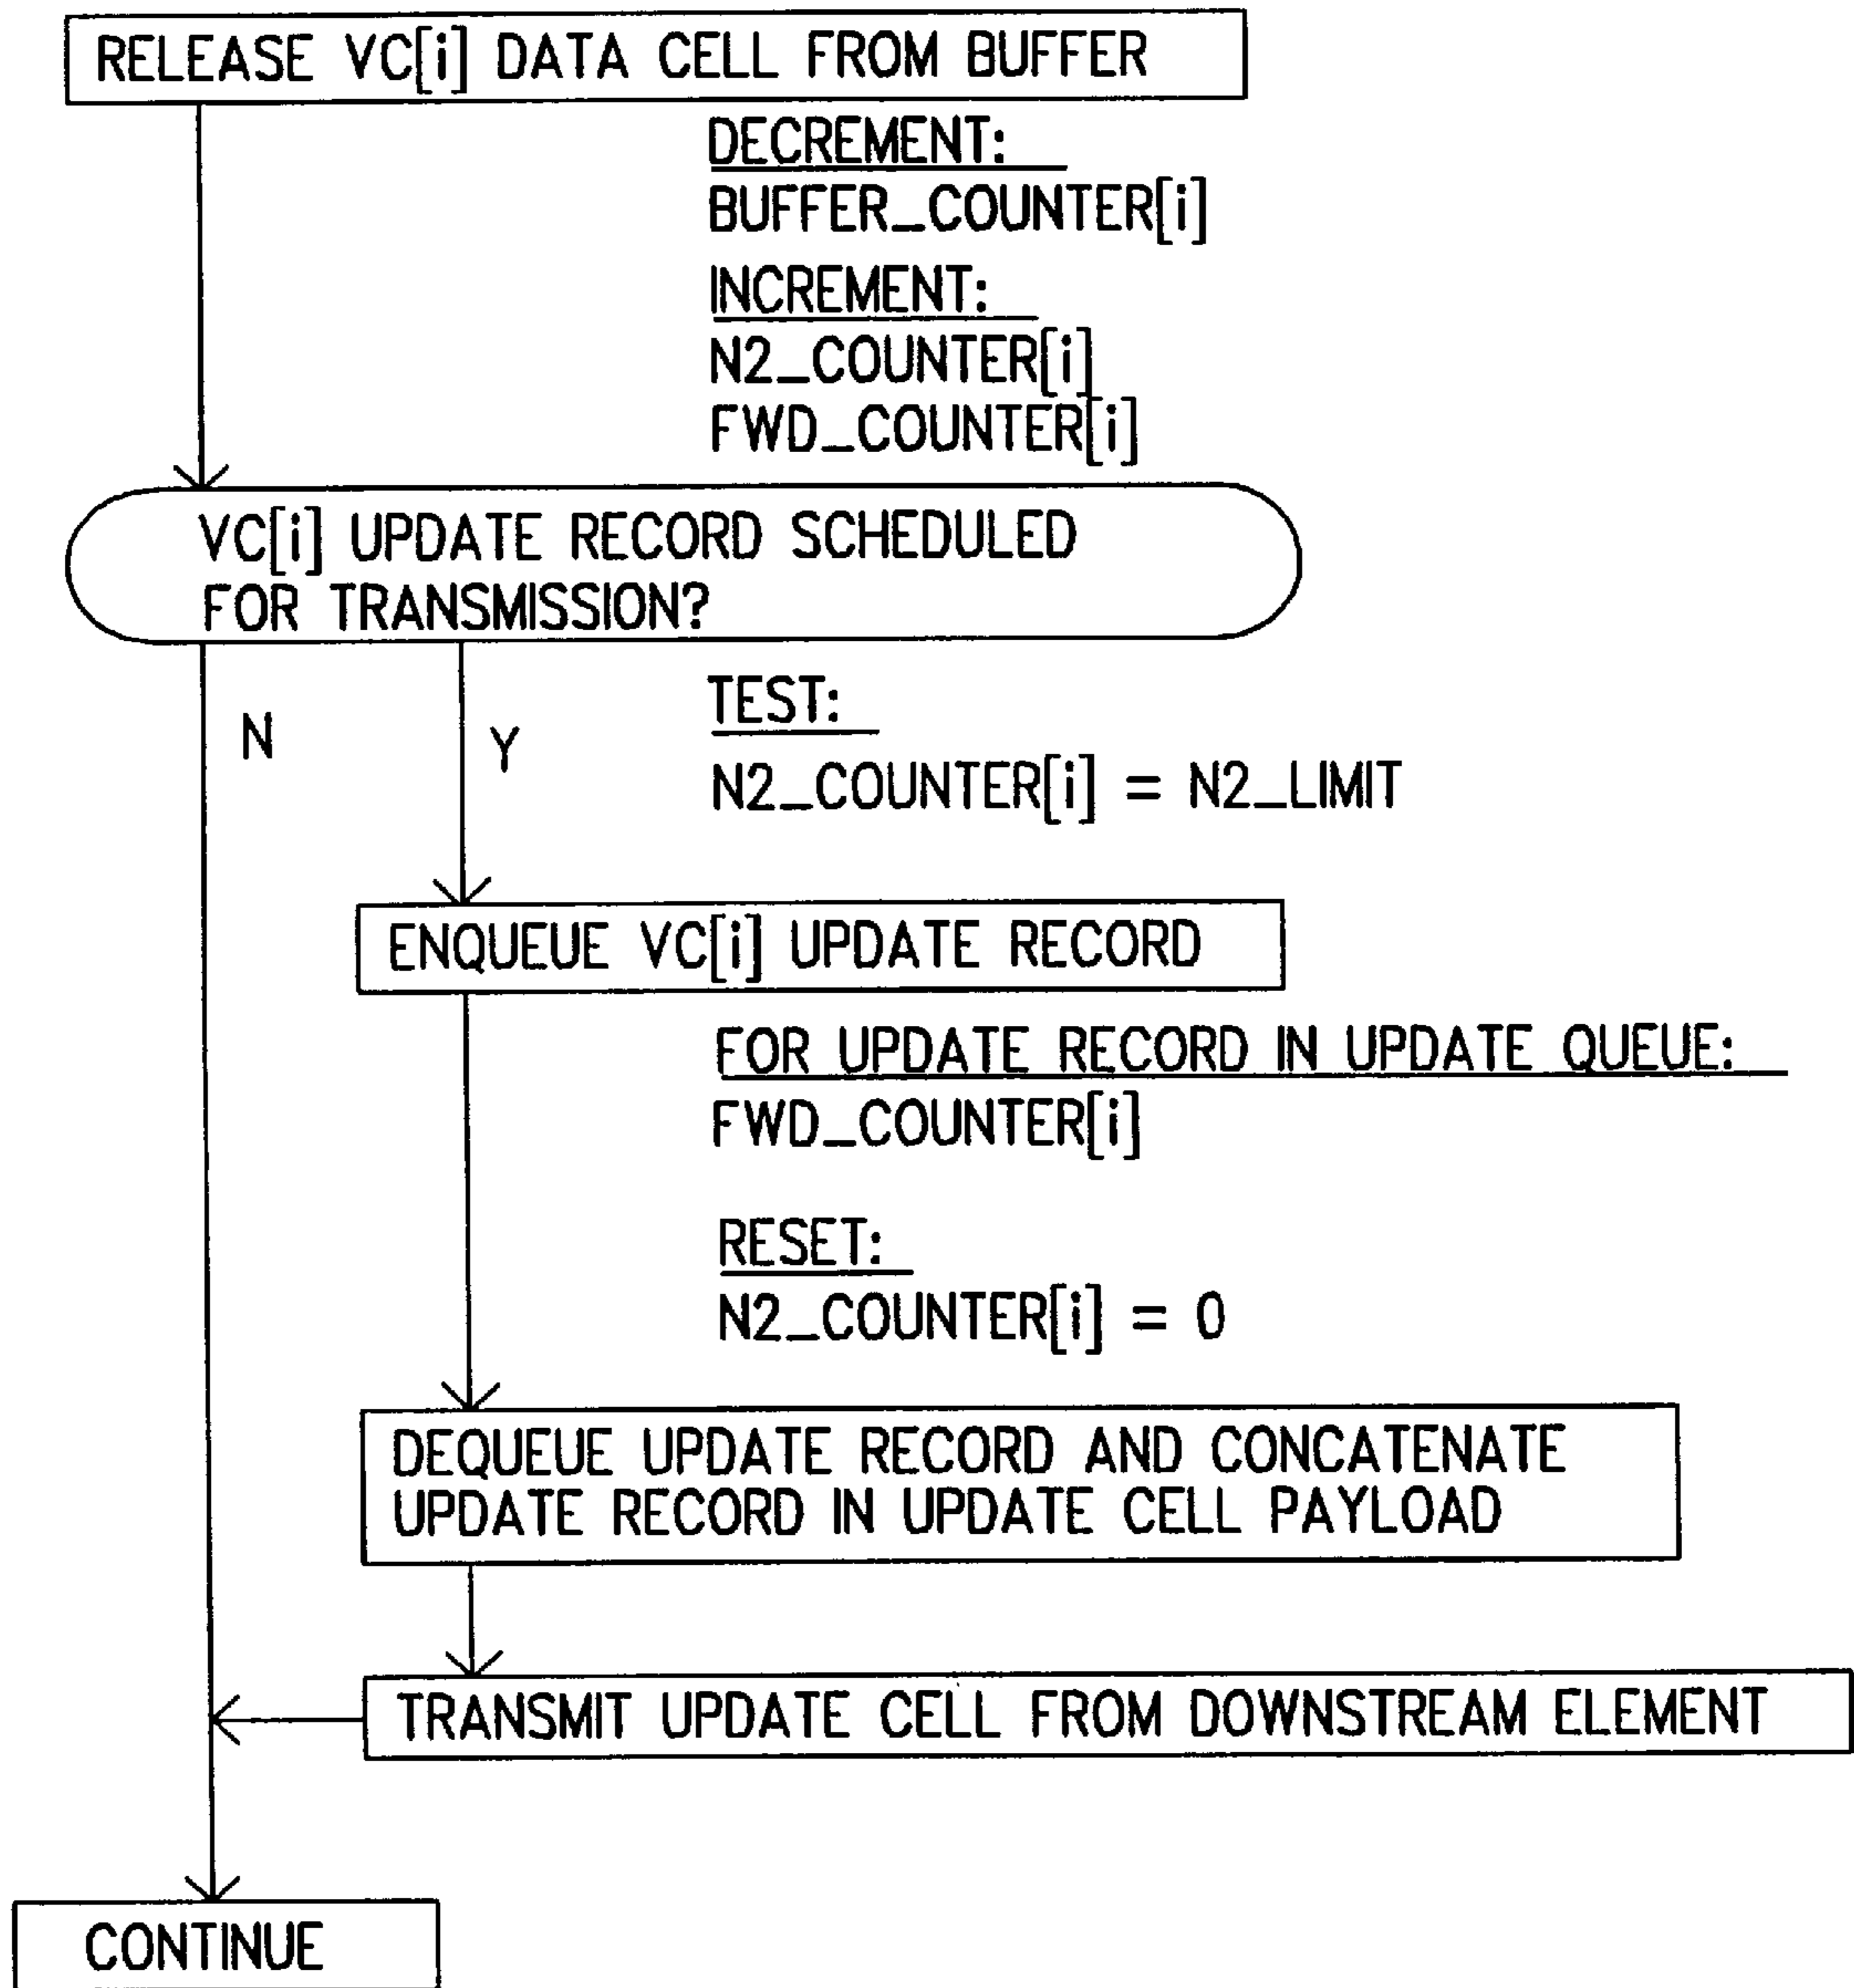 RELEASE VC[i] DATA CELL FROM BUFFER
DECREMENT:
BUFFER_COUNTER[i]
INCREMENT:
N2_COUNTER[i]
FWD_COUNTER[i]
VC[i] UPDATE RECORD SCHEDULED
FOR TRANSMISSION?
N
Y
TEST:
N2_COUNTER[i] = N2_LIMIT
ENQUEUE VC[i] UPDATE RECORD
FOR UPDATE RECORD IN UPDATE QUEUE:
FWD_COUNTER[i]
RESET:
N2_COUNTER[i] = 0
DEQUEUE UPDATE RECORD AND CONCATENATE
UPDATE RECORD IN UPDATE CELL PAYLOAD
TRANSMIT UPDATE CELL FROM DOWNSTREAM ELEMENT
CONTINUE